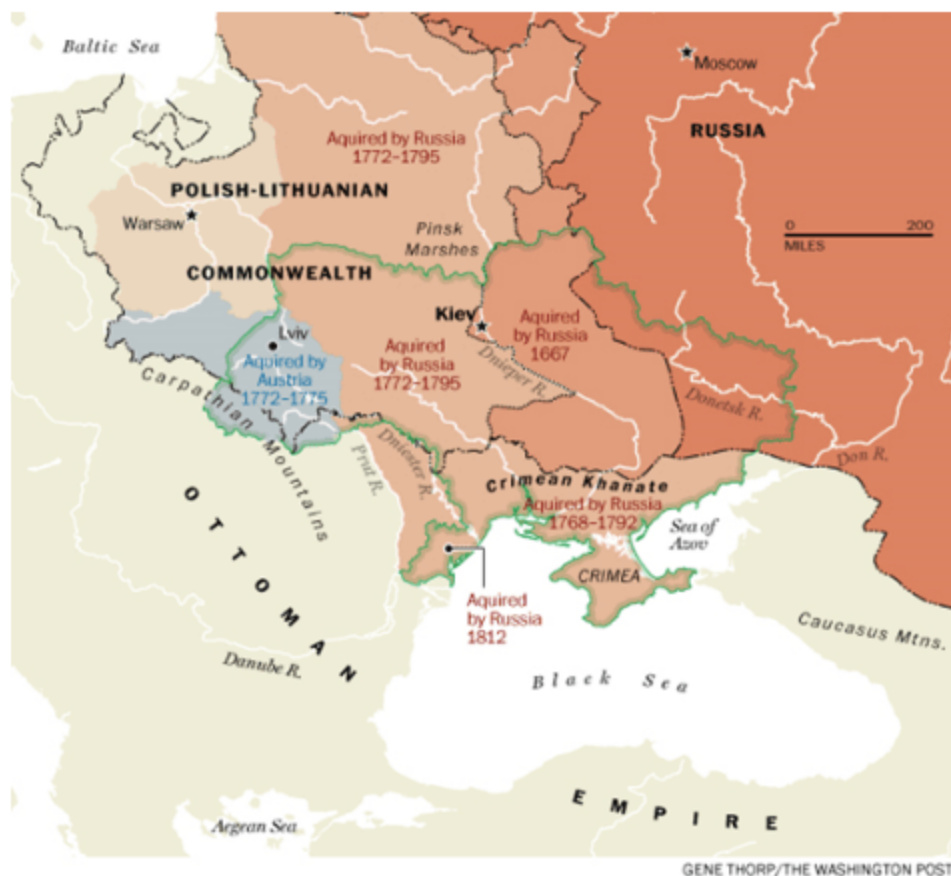 Baltic Sea
Moscow
RUSSIA
Aquired by Russia
1772–1795
POLISH-LITHUANIAN
Warsaw
Pinsk
Marshes
0 200
MILES
COMMONWEALTH
Kiev
Lviv
Aquired
by Russia
1667
Aquired by
Austria
1772–1775
Aquired
by Russia
1772–1795
Dnieper R.
Donetsk R.
Carpathian Mountains
Prut R.
Dniester R.
Don R.
Crimean Khanate
Aquired by Russia
1768–1792
Sea of
Azov
CRIMEA
OTTOMAN
Aquired
by Russia
1812
Caucasus Mtns.
Danube R.
Black Sea
EMPIRE
Aegean Sea
GENE THORP/THE WASHINGTON POST